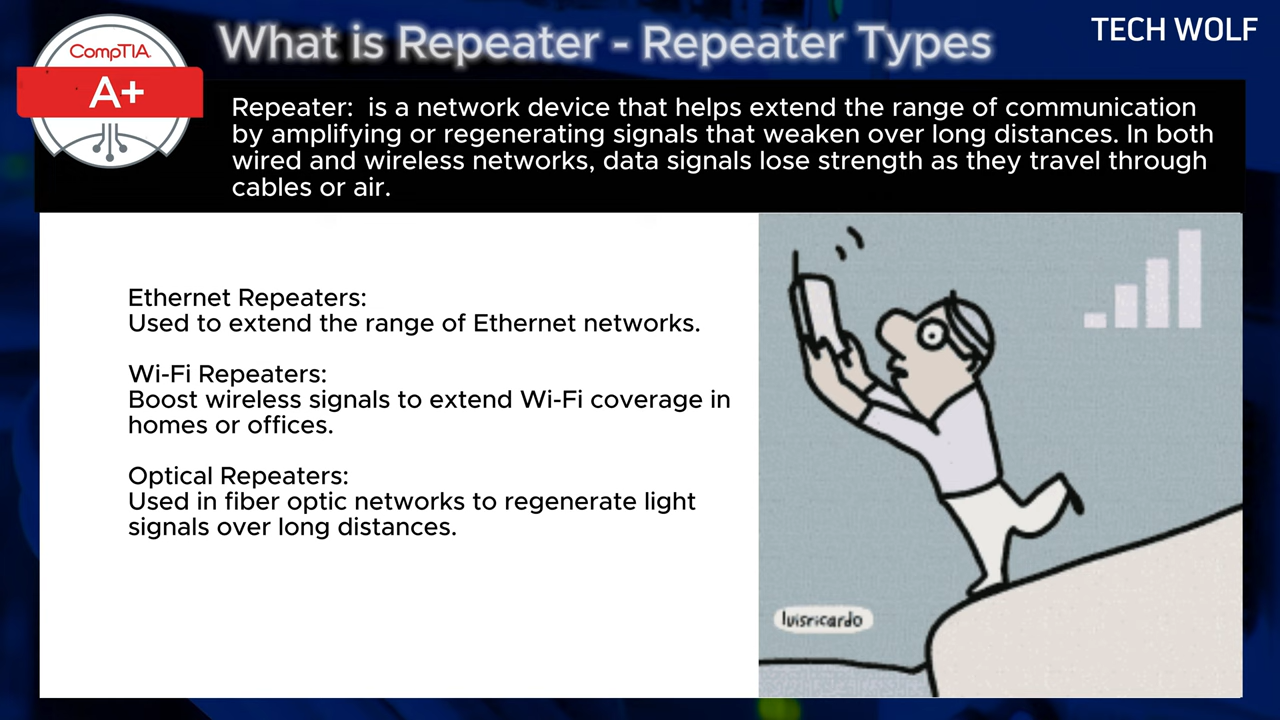 CompTIA.
A+
What is Repeater - Repeater Types
TECH WOLF
Repeater:  is a network device that helps extend the range of communication
by amplifying or regenerating signals that weaken over long distances. In both
wired and wireless networks, data signals lose strength as they travel through
cables or air.
Ethernet Repeaters:
Used to extend the range of Ethernet networks.
Wi-Fi Repeaters:
Boost wireless signals to extend Wi-Fi coverage in
homes or offices.
Optical Repeaters:
Used in fiber optic networks to regenerate light
signals over long distances.
luisricardo